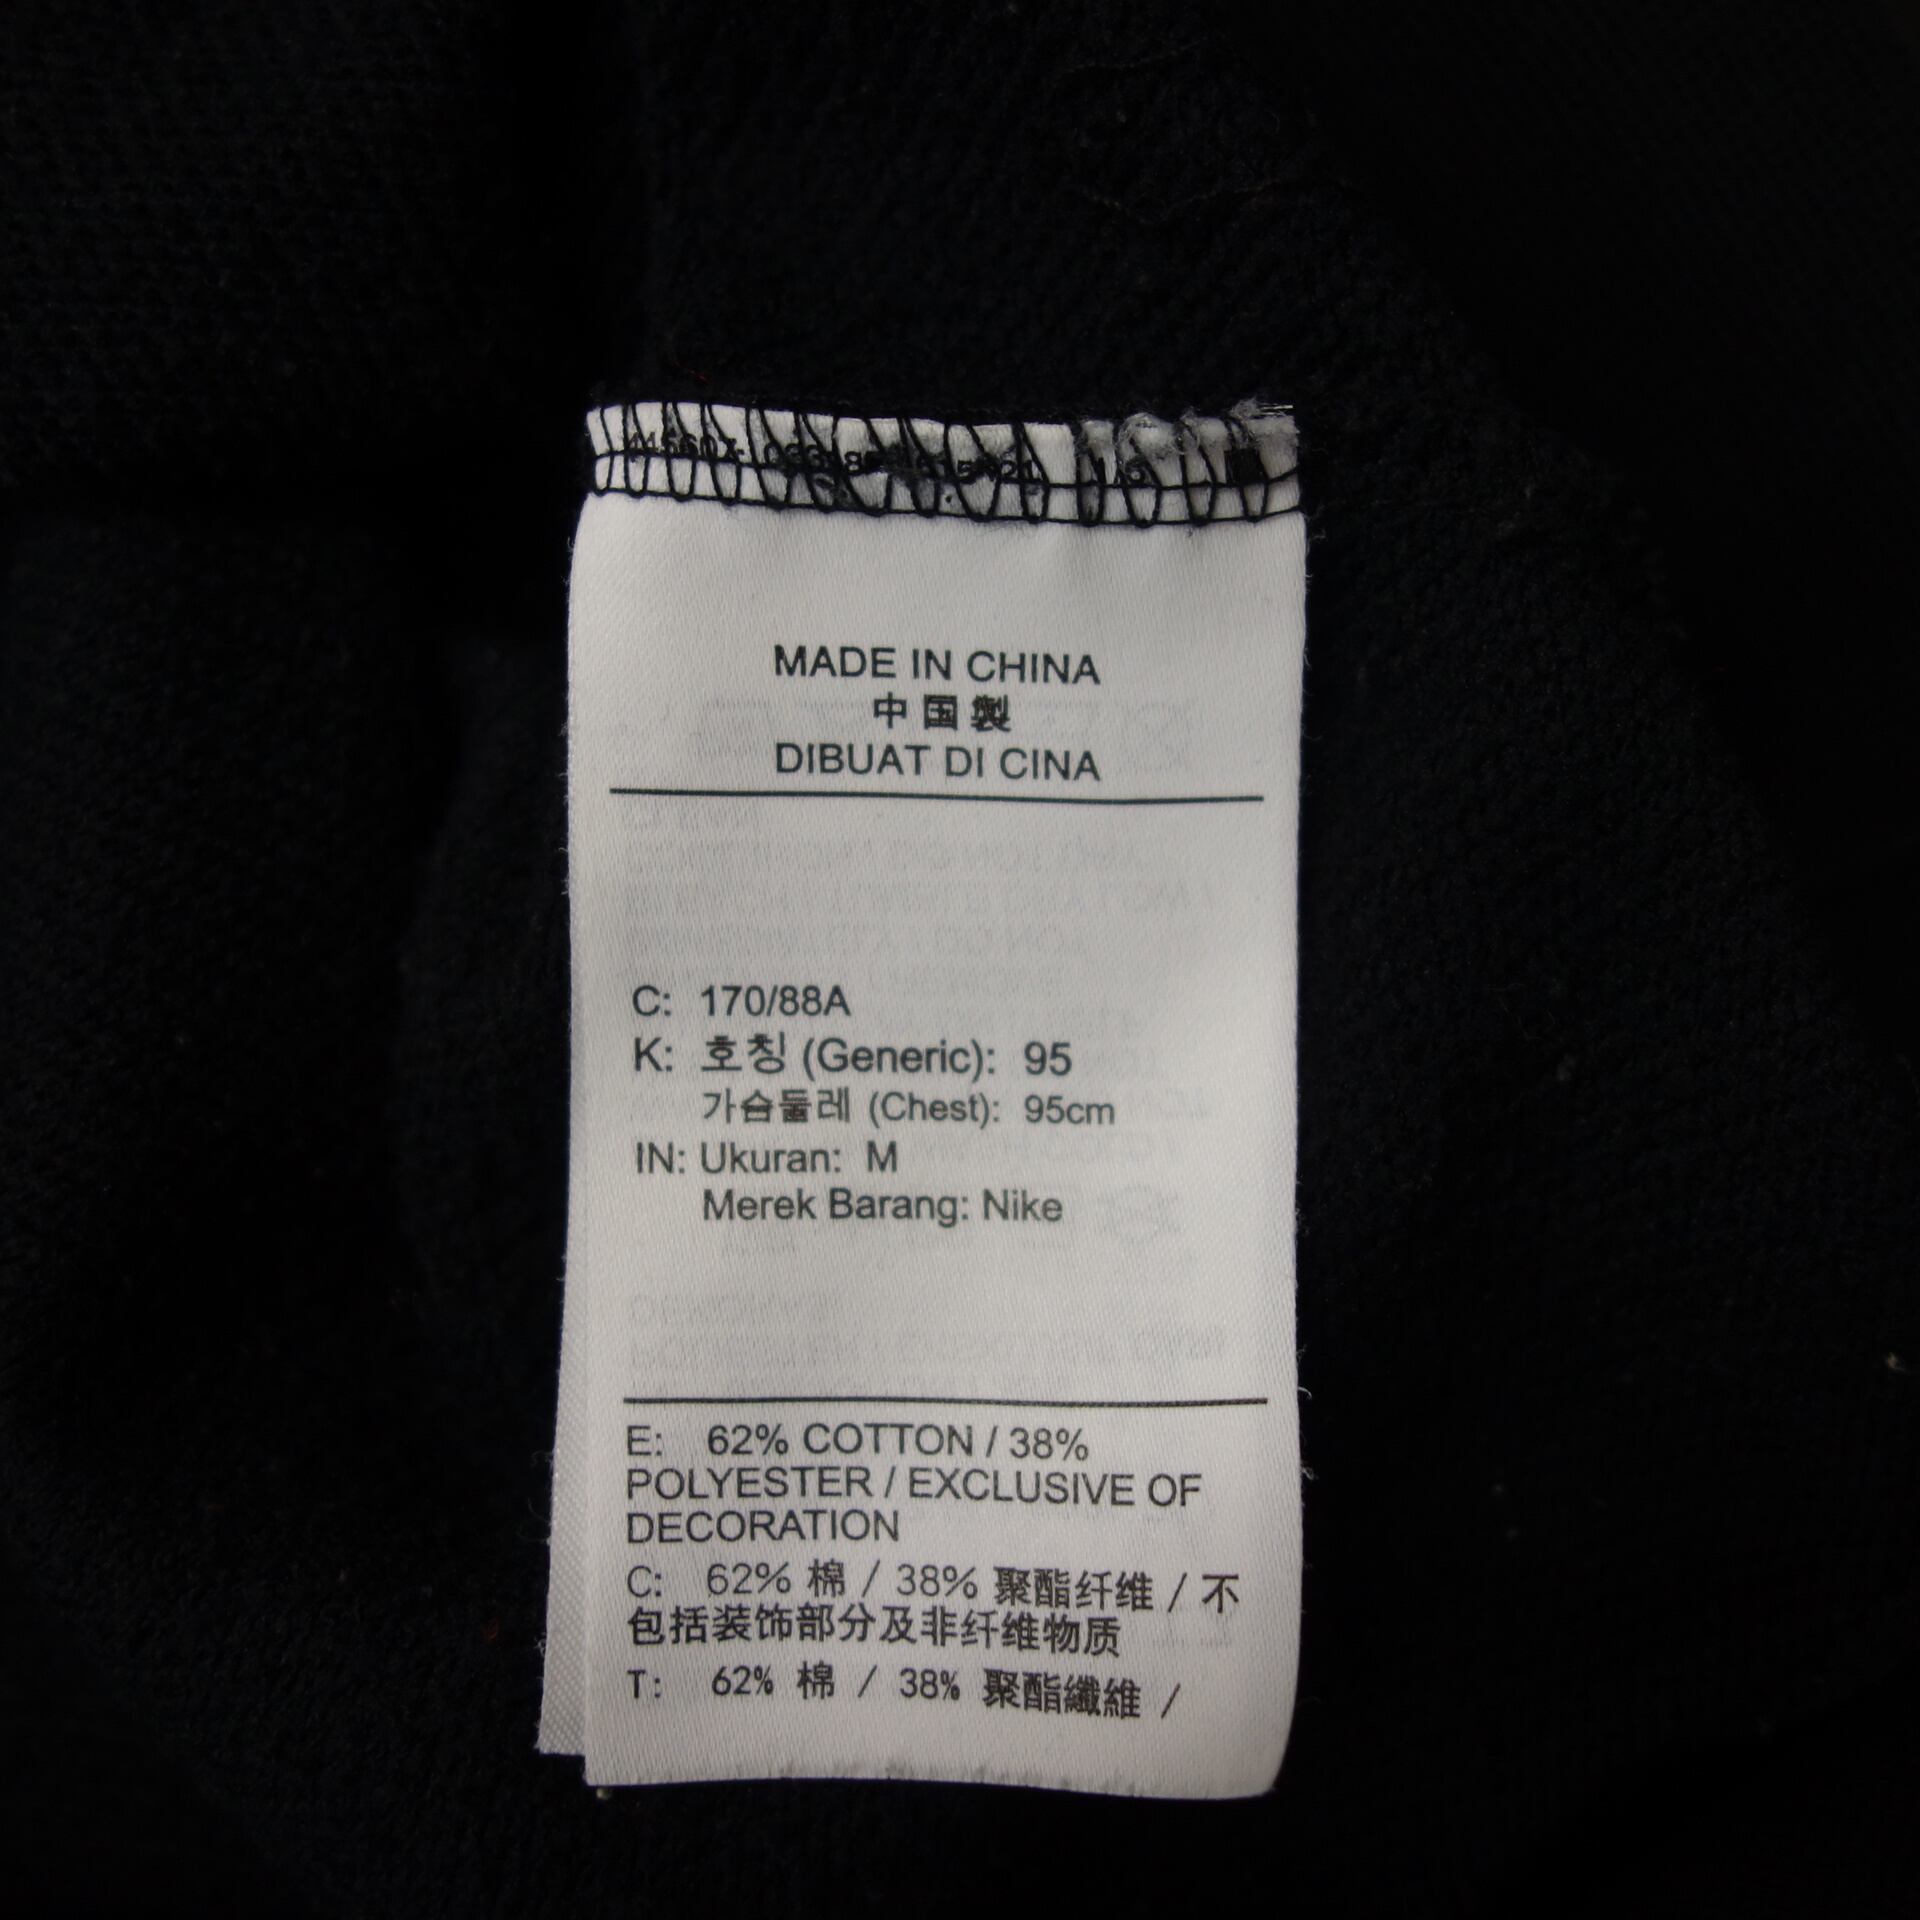 MADE IN CHINA
中国製
DIBUAT DI CINA
C: 170/88A
K: 호칭 (Generic): 95
가슴둘레 (Chest): 95cm
IN: Ukuran: M
Merek Barang: Nike
E: 62% COTTON / 38%
POLYESTER / EXCLUSIVE OF
DECORATION
C: 62% 棉 / 38% 聚酯纤维 / 不
包括装饰部分及非纤维物质
T: 62% 棉 / 38% 聚酯纖維 /